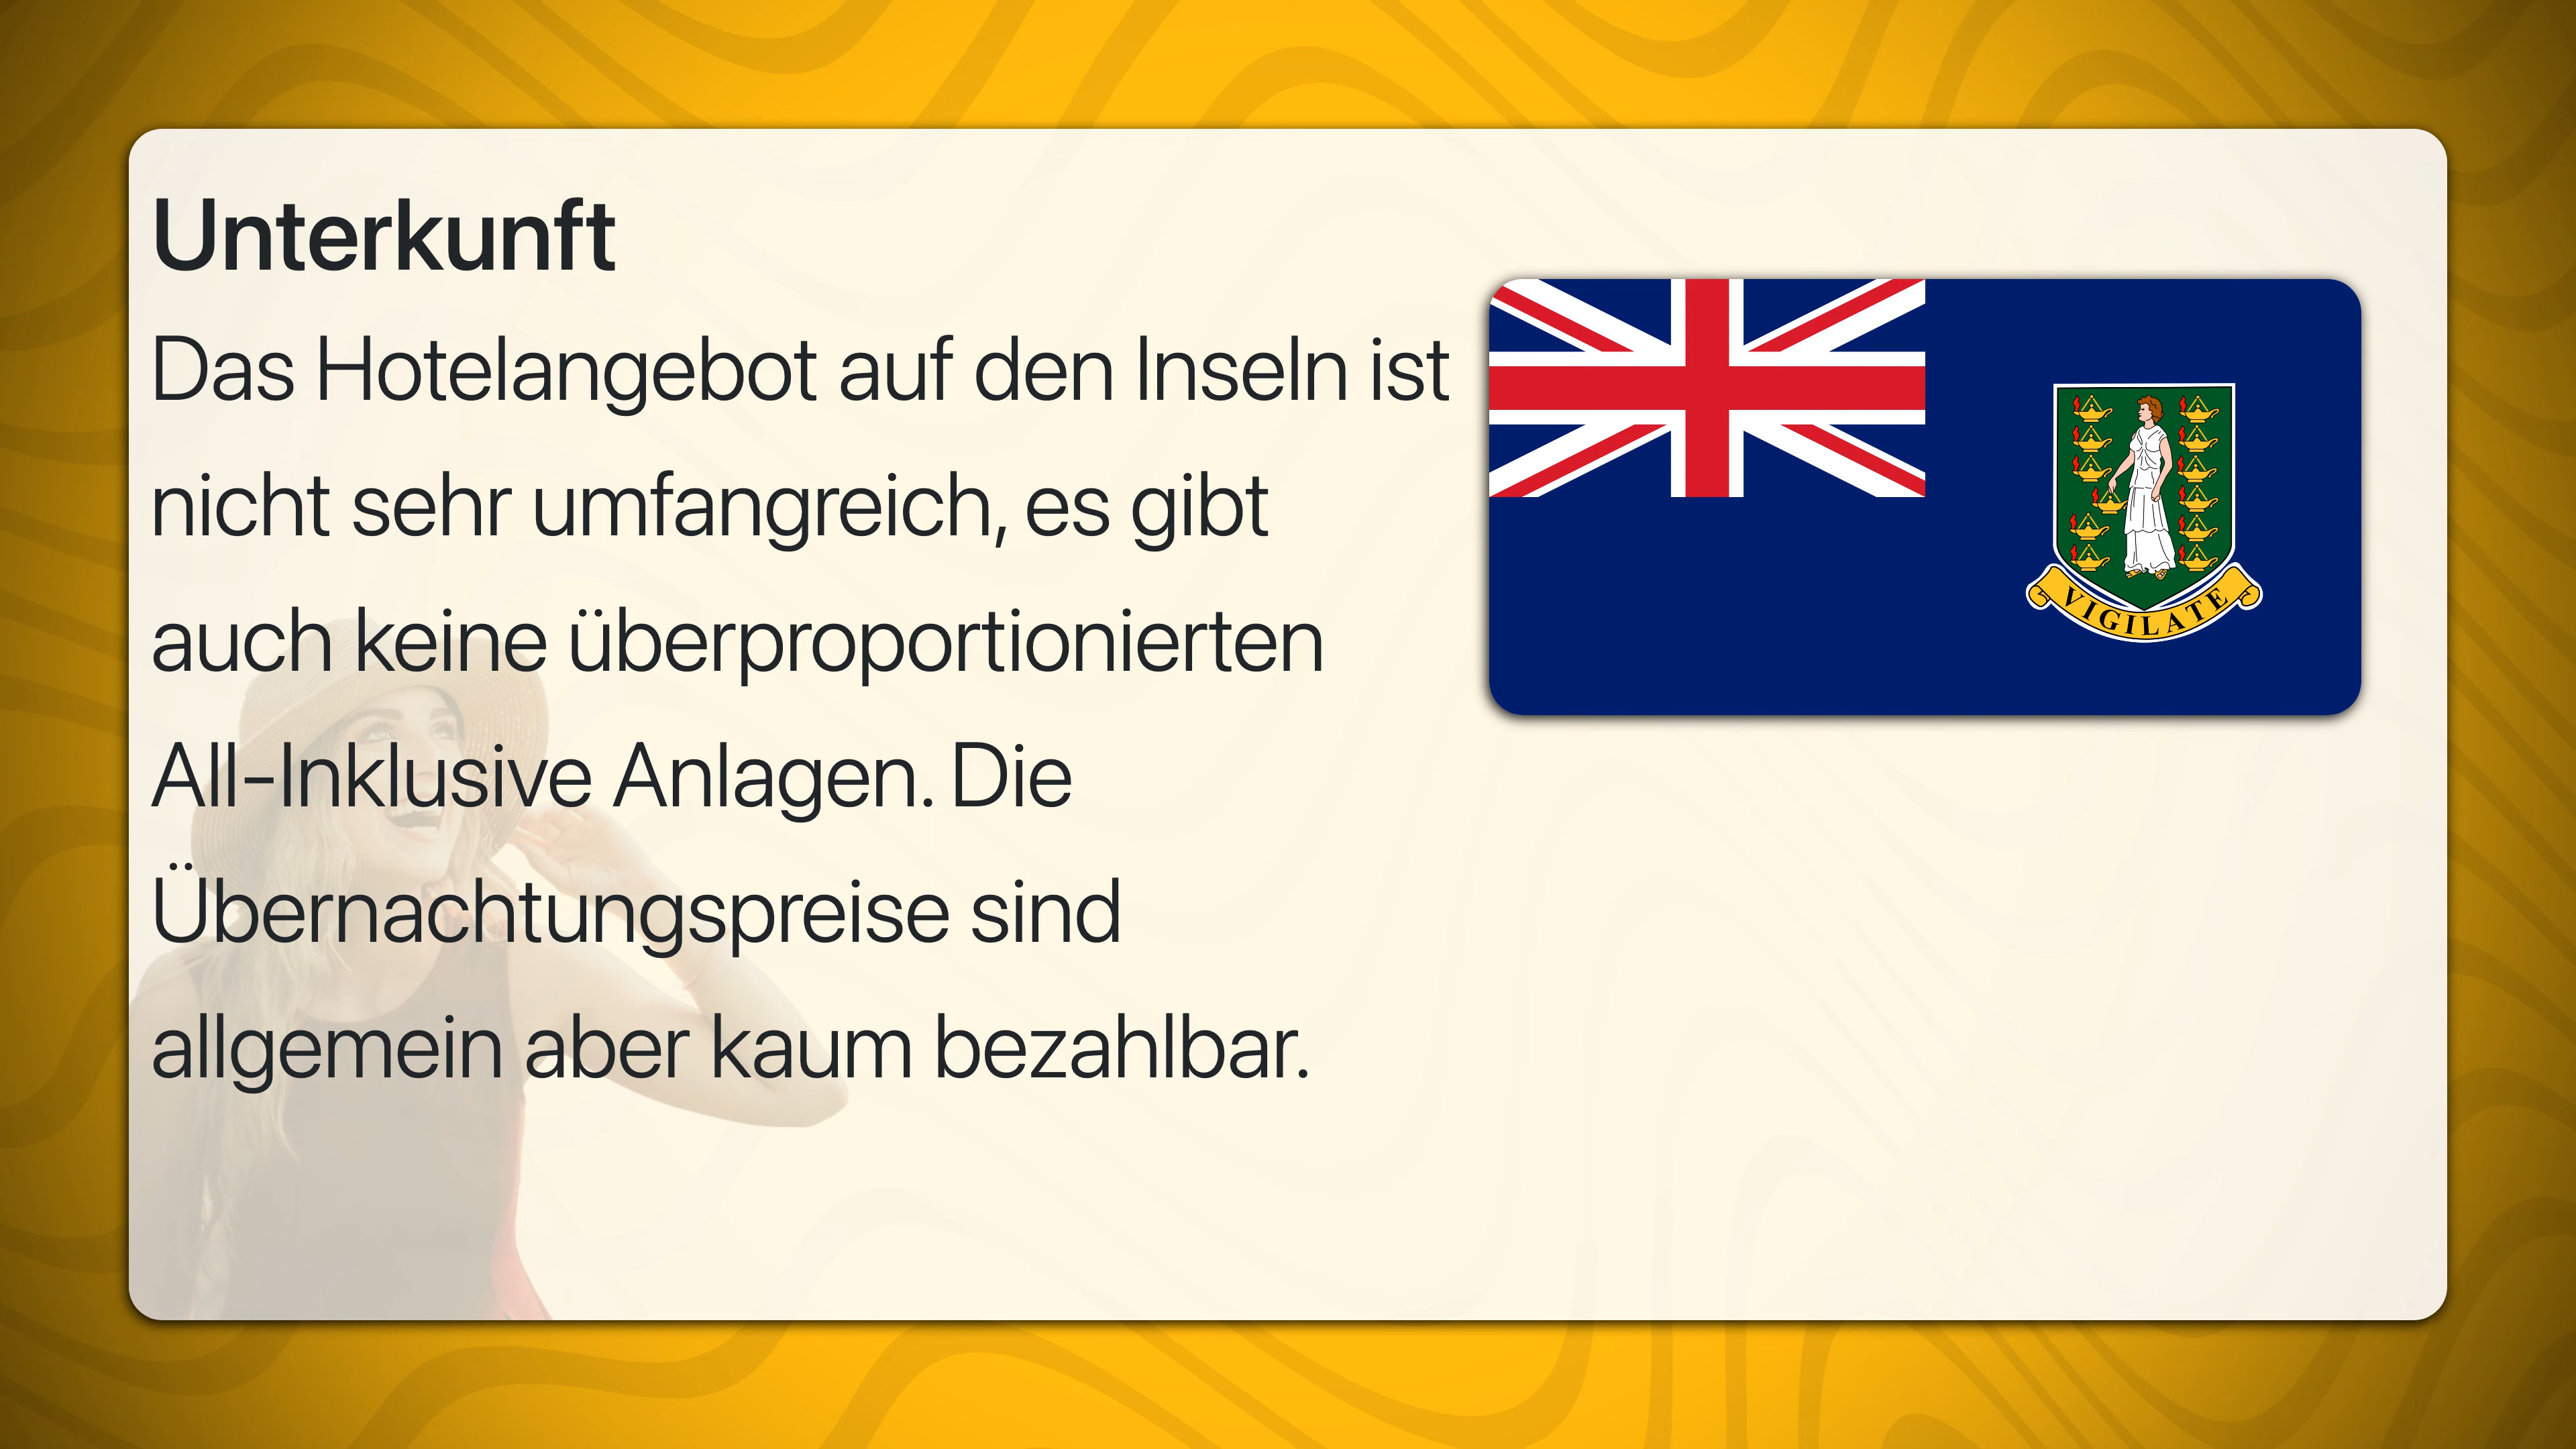 Unterkunft
Das Hotelangebot auf den Inseln ist
nicht sehr umfangreich, es gibt
auch keine überproportionierten
All-Inklusive Anlagen. Die
Übernachtungspreise sind
allgemein aber kaum bezahlbar.
VIGILATE